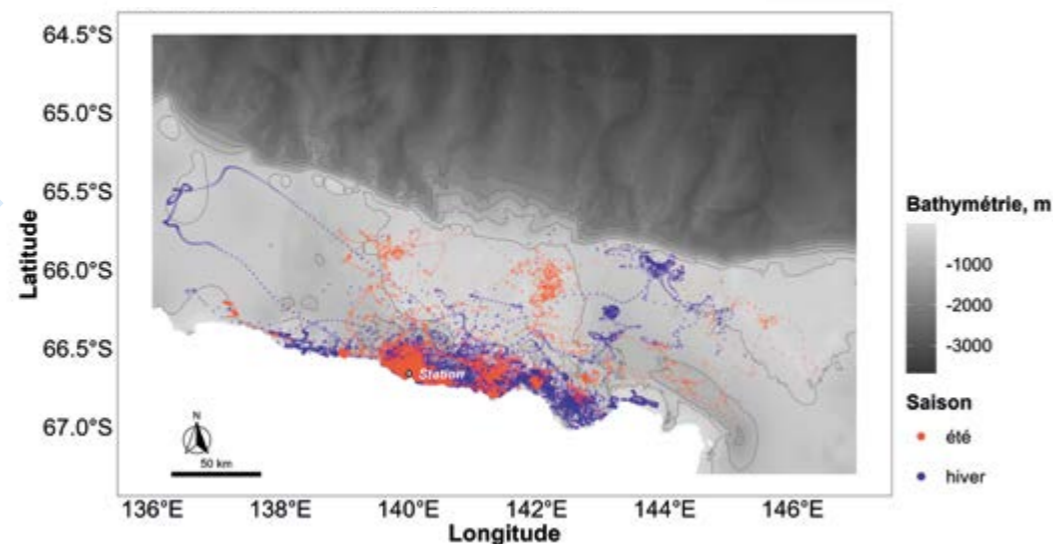 64.5°S
65.0°S
65.5°S
66.0°S
66.5°S
67.0°S
Latitude
Station
N
50 km
136°E 138°E 140°E 142°E 144°E 146°E
Longitude
Bathymétrie, m
-1000
-2000
-3000
Saison
été
hiver